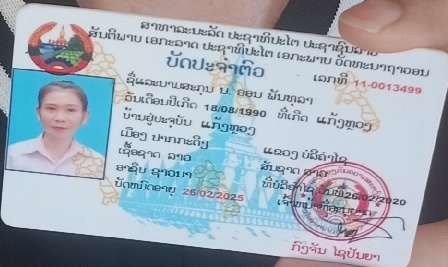 ສາທາລະນະລັດ ປະຊາທິປະໄຕ ປະຊາຊົນລາວ
ສັນຕິພາບ ເອກະລາດ ປະຊາທິປະໄຕ ເອກະພາບ ວັດທະນາຖາວອນ
ບັດປະຈຳຕົວ
ເລກທີ 11-0013499
ຊື່ແລະນາມສະກຸນ ນ. ອອນ ພັນທຸລາ
ວັນເດືອນປີເກີດ 18/08/1990 ທີ່ເກີດ ແກ້ງຫຼວງ
ບ້ານຢູ່ປະຈຸບັນ ແກ້ງຫຼວງ
ເມືອງ ປາກກະດິງ ແຂວງ ບໍລິຄຳໄຊ
ເຊື້ອຊາດ ລາວ ສັນຊາດ ລາວ
ອາຊີບ ຊາວນາ ທີ່ບໍລິຄຳໄຊ ວັນທີ26/02/2020
ບັດໝົດອາຍຸ 26/02/2025
ກິງຈັນ ໄຊປັນຍາ